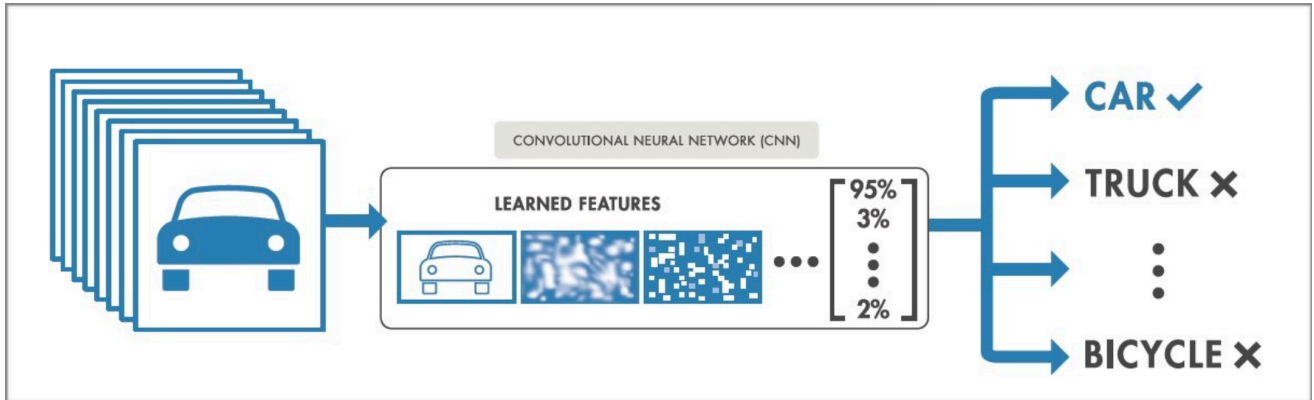 CONVOLUTIONAL NEURAL NETWORK (CNN)
LEARNED FEATURES
95%
3%
2%
CAR
TRUCK
BICYCLE